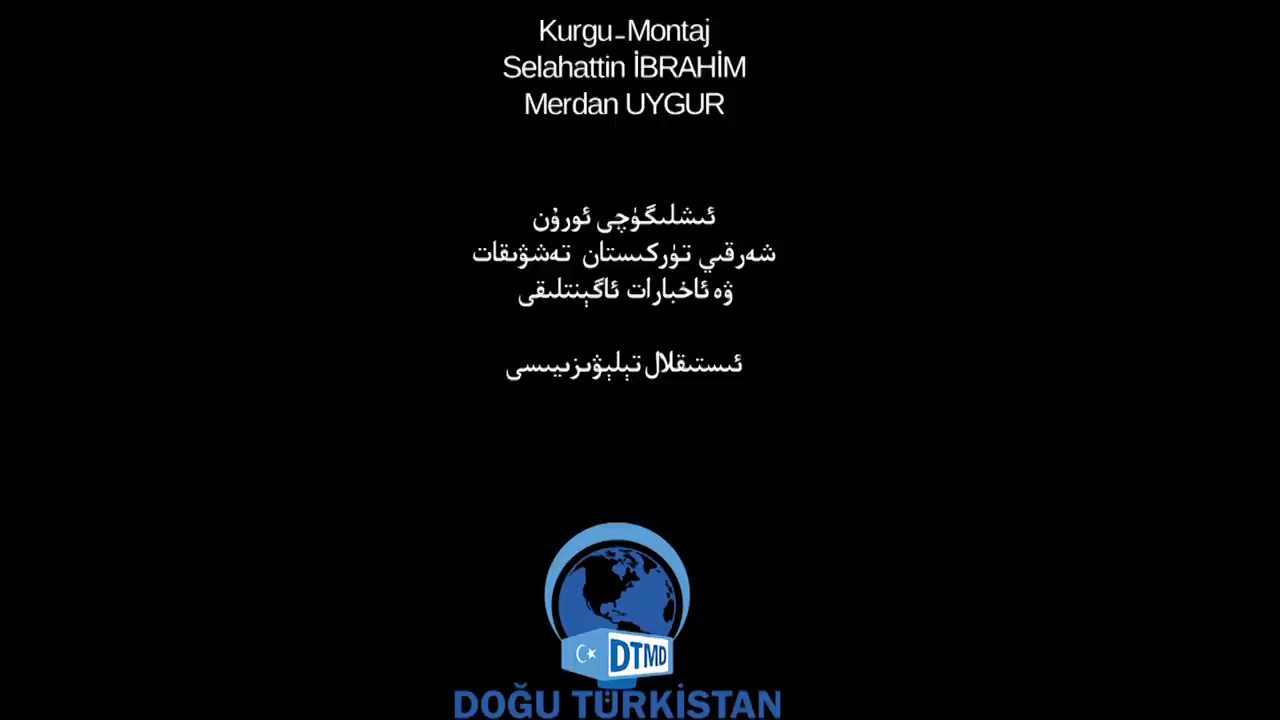 Kurgu-Montaj
Selahattin İBRAHİM
Merdan UYGUR
ئىشلىگۈچى ئورۇن
شەرقىي تۈركىستان تەشۋىقات
ۋە ئاخبارات ئاگېنتلىقى
ئىستىقلال تېلېۋىزىيىسى
DTMD
DOĞU TÜRKİSTAN